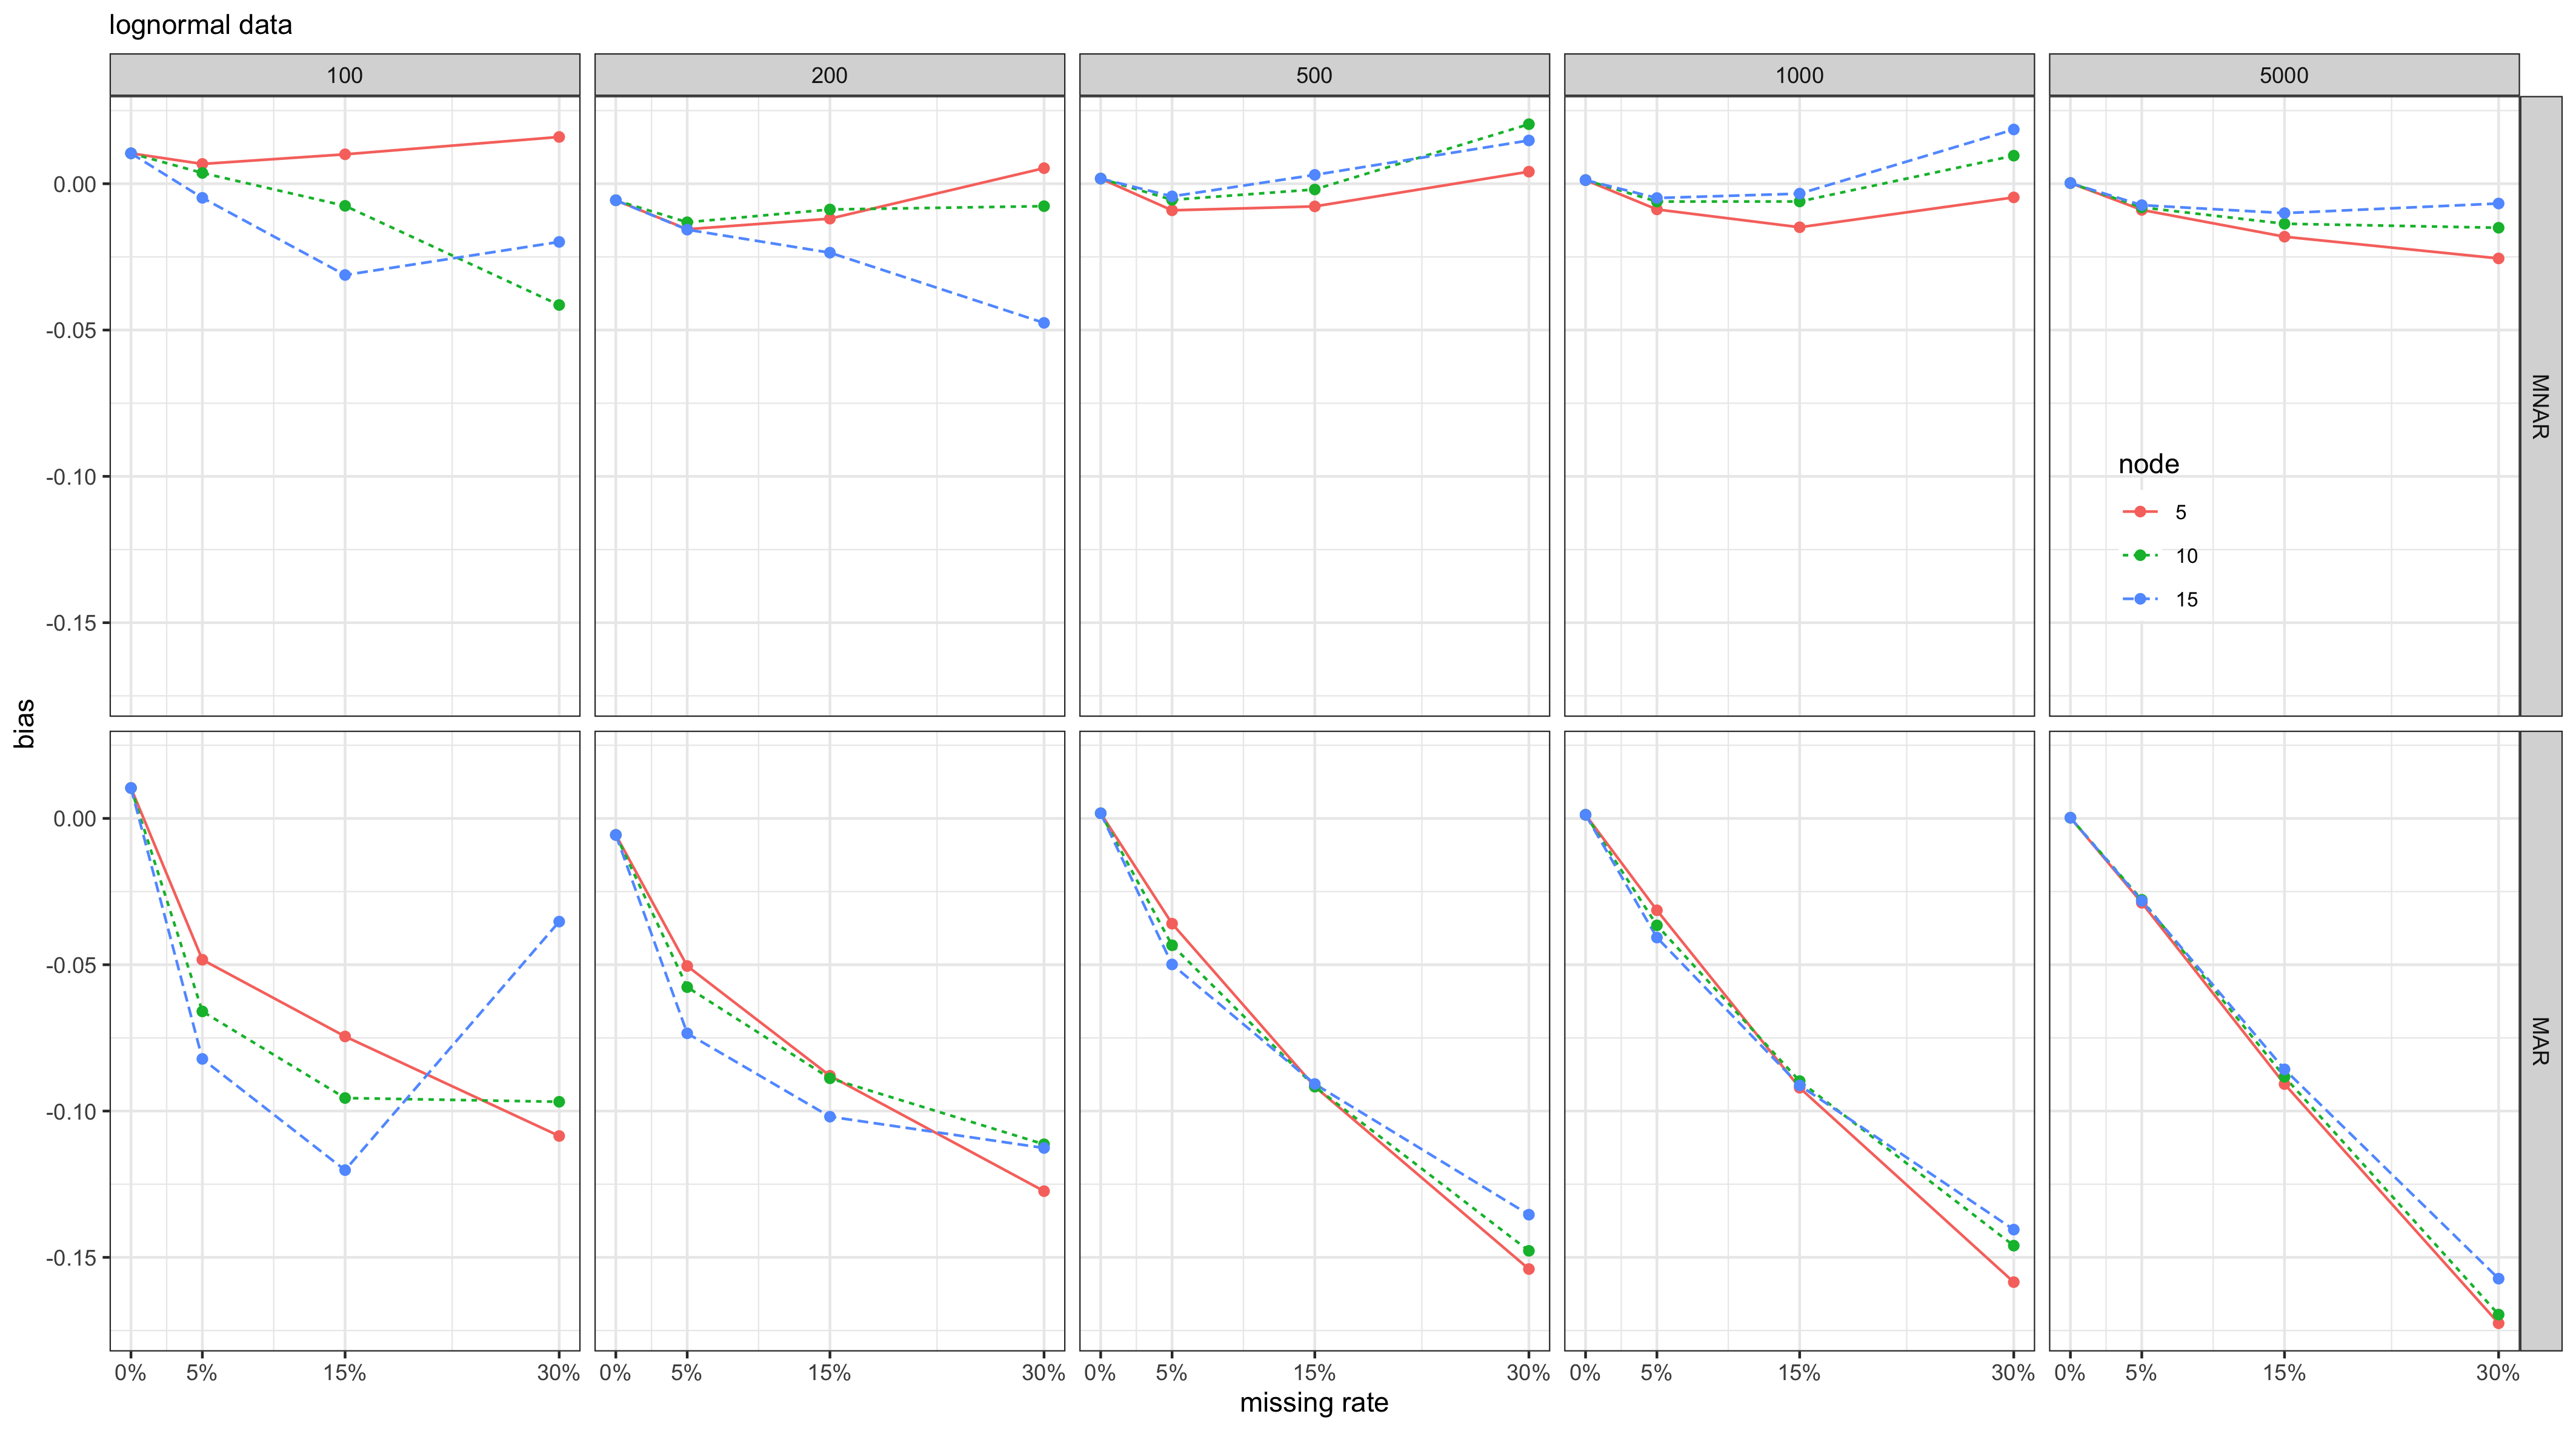 lognormal data
100 200 500 1000 5000
0.00
-0.05
-0.10
-0.15
MNAR
node
5
10
15
bias
0.00
-0.05
-0.10
-0.15
MAR
0% 5% 15% 30% 0% 5% 15% 30% 0% 5% 15% 30% 0% 5% 15% 30% 0% 5% 15% 30%
missing rate